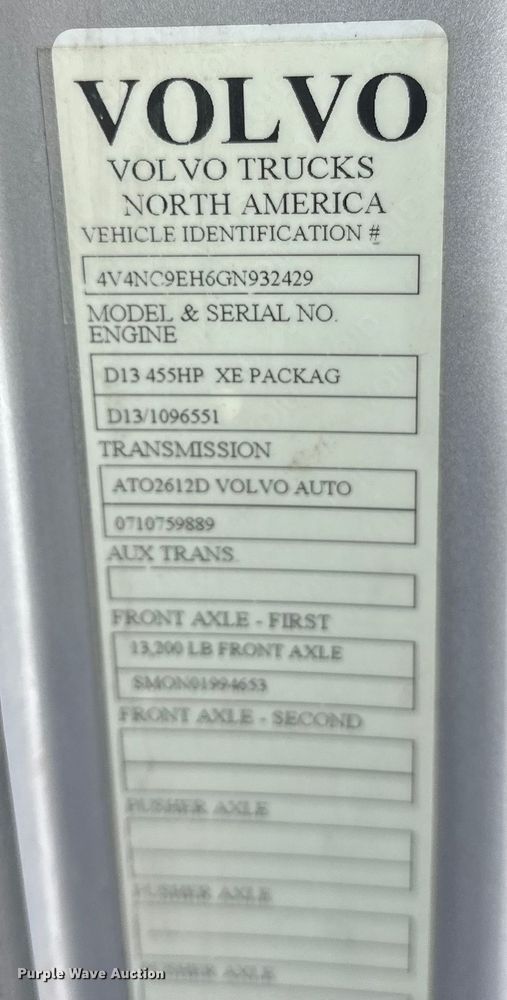 VOLVO
VOLVO TRUCKS
NORTH AMERICA
VEHICLE IDENTIFICATION #
4V4NC9EH6GN932429
MODEL & SERIAL NO.
ENGINE
D13 455HP XE PACKAG
D13/1096551
TRANSMISSION
ATO2612D VOLVO AUTO
0710759889
AUX TRANS.
FRONT AXLE - FIRST
13,200 LB FRONT AXLE
SMON01994653
FRONT AXLE - SECOND
PUSHER AXLE
PUSHER AXLE
PUSHER AXLE
Purple Wave Auction